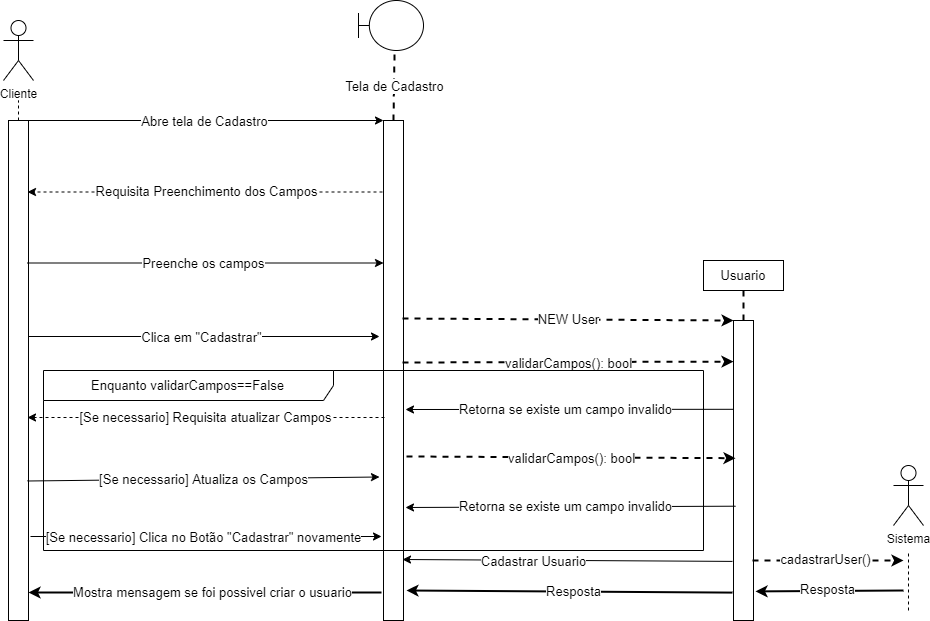 Cliente
Tela de Cadastro
Abre tela de Cadastro
Requisita Preenchimento dos Campos
Preenche os campos
Usuario
NEW User
Clica em "Cadastrar"
validarCampos(): bool
Enquanto validarCampos==False
Retorna se existe um campo invalido
[Se necessario] Requisita atualizar Campos
validarCampos(): bool
[Se necessario] Atualiza os Campos
Retorna se existe um campo invalido
[Se necessario] Clica no Botão "Cadastrar" novamente
Sistema
Cadastrar Usuario
cadastrarUser()
Mostra mensagem se foi possivel criar o usuario
Resposta
Resposta